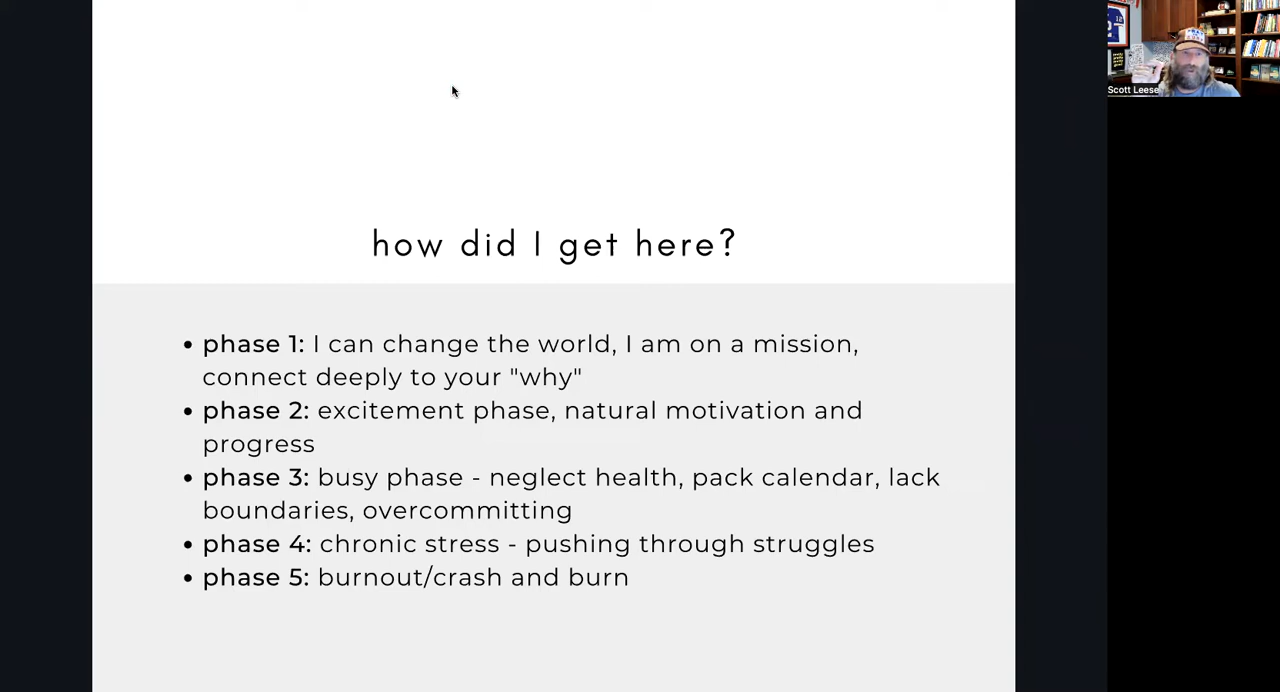 how did I get here?
• phase 1: I can change the world, I am on a mission,
connect deeply to your "why"
• phase 2: excitement phase, natural motivation and
progress
• phase 3: busy phase - neglect health, pack calendar, lack
boundaries, overcommitting
• phase 4: chronic stress - pushing through struggles
• phase 5: burnout/crash and burn
Scott Leese